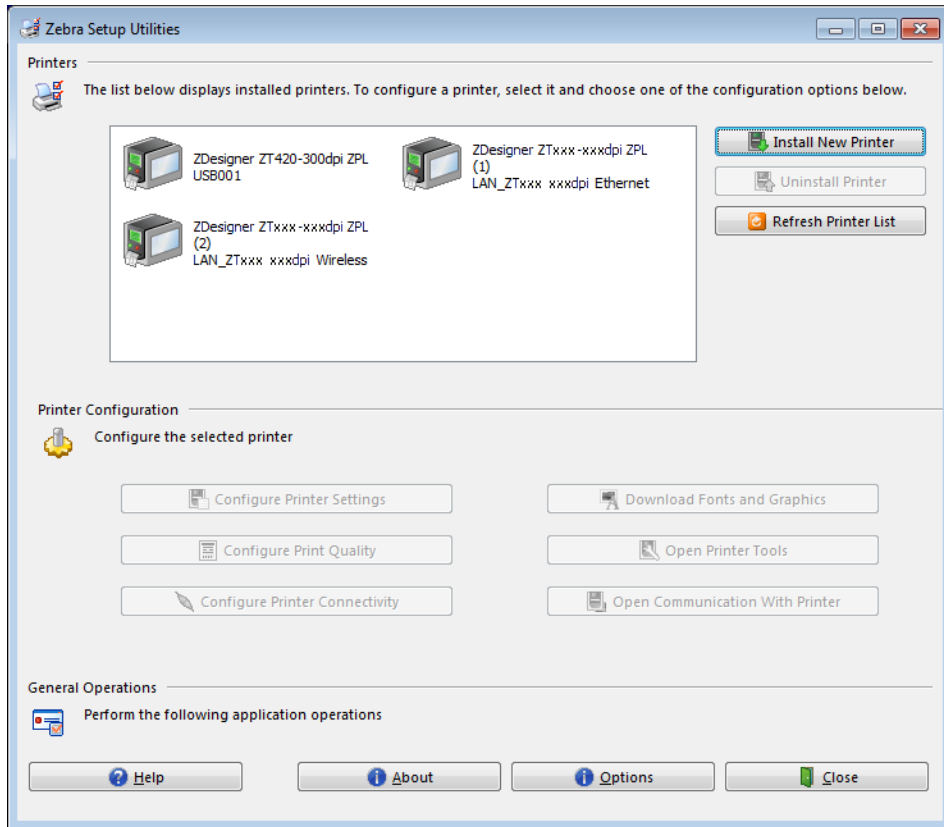 Zebra Setup Utilities
Printers
The list below displays installed printers. To configure a printer, select it and choose one of the configuration options below.
ZDesigner ZT420-300dpi ZPL
USB001
ZDesigner ZTxxx-xxxdpi ZPL
(1)
LAN_ZTxxx xxxdpi Ethernet
ZDesigner ZTxxx-xxxdpi ZPL
(2)
LAN_ZTxxx xxxdpi Wireless
Install New Printer
Uninstall Printer
Refresh Printer List
Printer Configuration
Configure the selected printer
Configure Printer Settings
Download Fonts and Graphics
Configure Print Quality
Open Printer Tools
Configure Printer Connectivity
Open Communication With Printer
General Operations
Perform the following application operations
Help
About
Options
Close